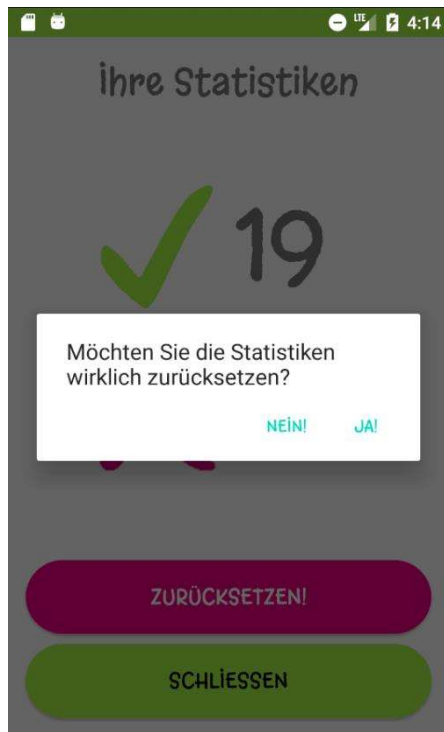 4:14
Ihre Statistiken
19
Möchten Sie die Statistiken
wirklich zurücksetzen?
NEIN! JA!
ZURÜCKSETZEN!
SCHLIESSEN